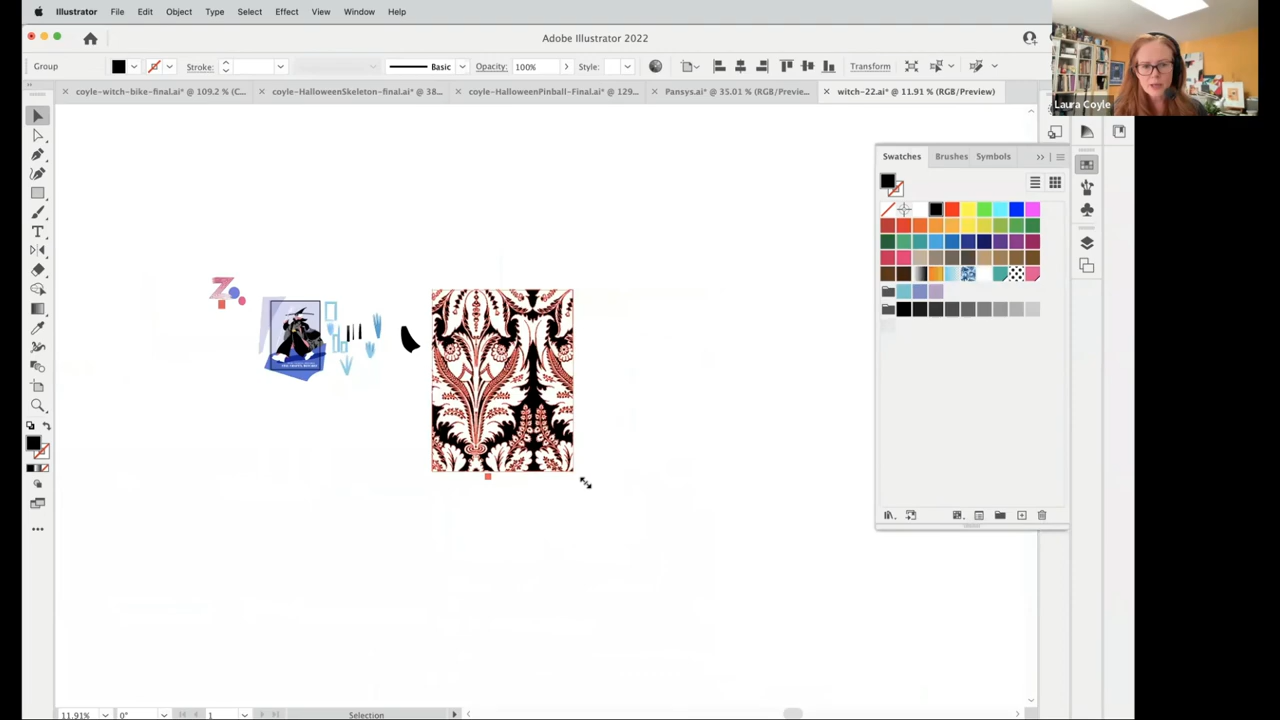 Illustrator File Edit Object Type Select Effect View Window Help
Adobe Illustrator 2022
Group Stroke: Basic Opacity: 100% Style: Transform
coyle-witch-bike-final.ai* @ 109.2 % (C... coyle-HalloweenSkeleton-final.ai* @ 38... coyle-HalloweenPinball-Final.ai* @ 129... Pansys.ai* @ 35.01 % (RGB/Preview... witch-22.ai* @ 11.91 % (RGB/Preview)
Laura Coyle
Swatches Brushes Symbols
11.91% 0° 1 Selection